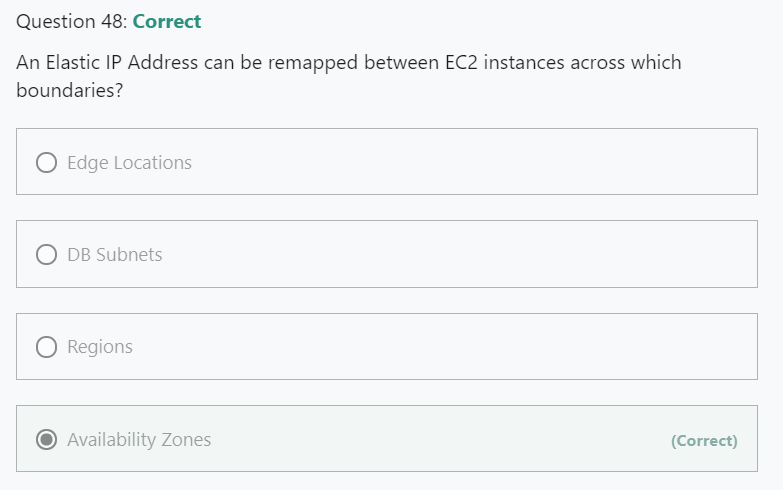 Question 48: Correct
An Elastic IP Address can be remapped between EC2 instances across which
boundaries?
Edge Locations
DB Subnets
Regions
Availability Zones (Correct)